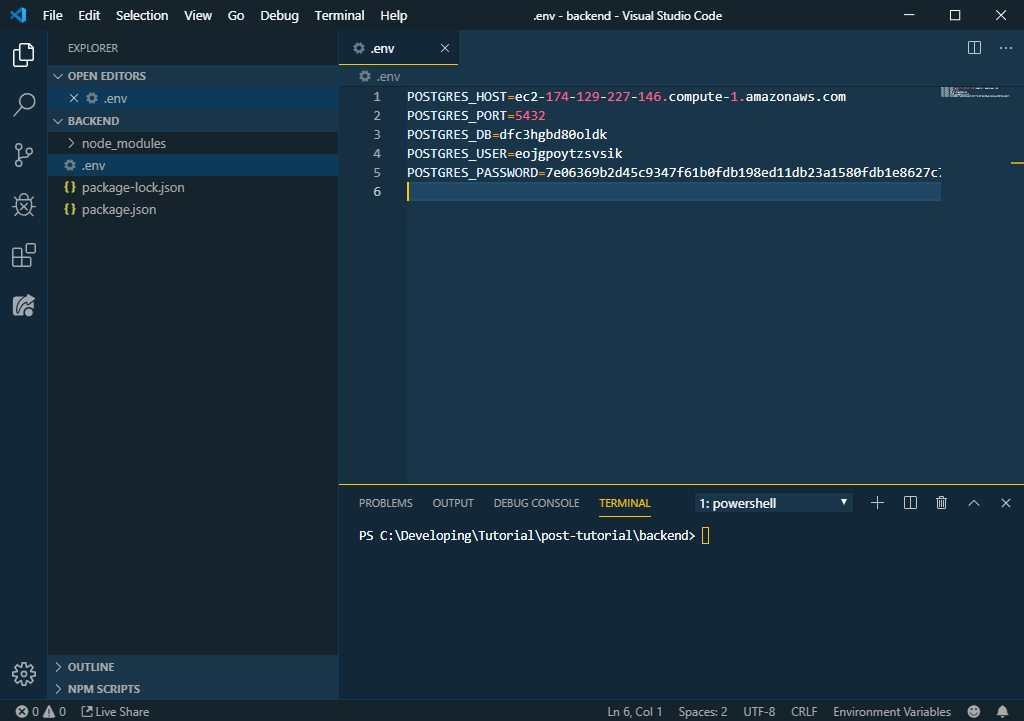 File Edit Selection View Go Debug Terminal Help
.env - backend - Visual Studio Code
EXPLORER
OPEN EDITORS
.env
BACKEND
node_modules
.env
package-lock.json
package.json
OUTLINE
NPM SCRIPTS
.env
.env
1 POSTGRES_HOST=ec2-174-129-227-146.compute-1.amazonaws.com
2 POSTGRES_PORT=5432
3 POSTGRES_DB=dfc3hgbd80oldk
4 POSTGRES_USER=eojgpoytzsvsik
5 POSTGRES_PASSWORD=7e06369b2d45c9347f61b0fdb198ed11db23a1580fdb1e8627c7
6
PROBLEMS OUTPUT DEBUG CONSOLE TERMINAL 1: powershell
PS C:\Developing\Tutorial\post-tutorial\backend>
0 0 Live Share Ln 6, Col 1 Spaces: 2 UTF-8 CRLF Environment Variables